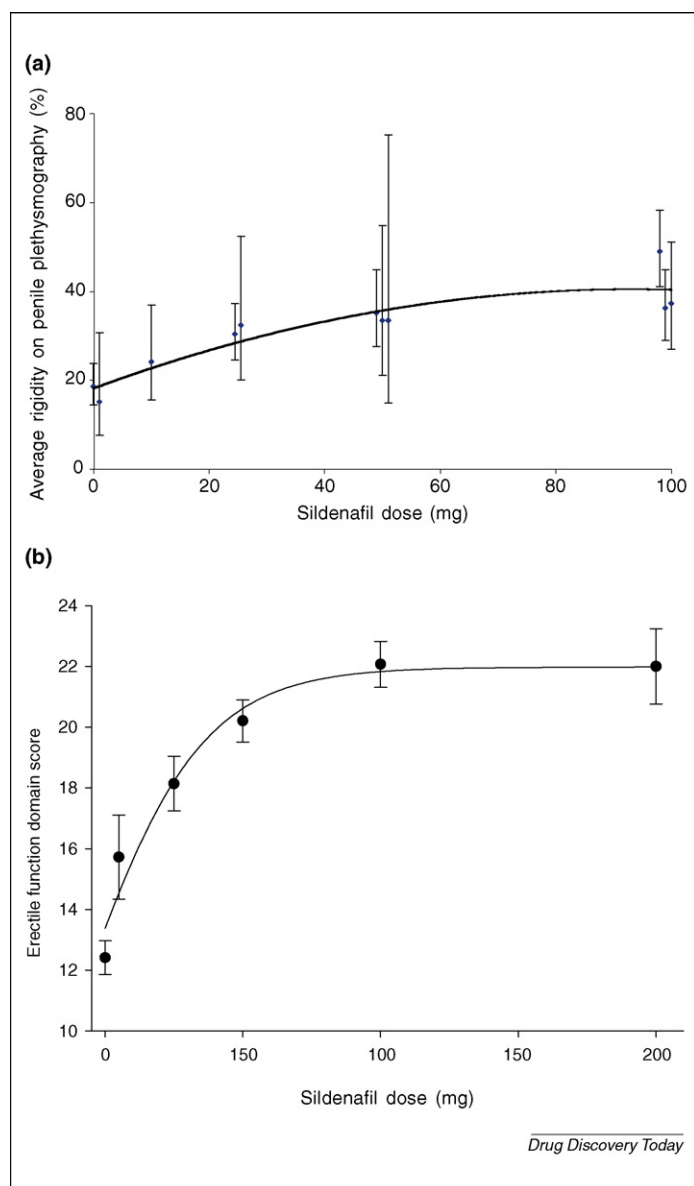 (a)
Average rigidity on penile plethysmography (%)
80
60
40
20
0
0 20 40 60 80 100
Sildenafil dose (mg)
(b)
Erectile function domain score
24
22
20
18
16
14
12
10
0 150 100 150 200
Sildenafil dose (mg)
Drug Discovery Today